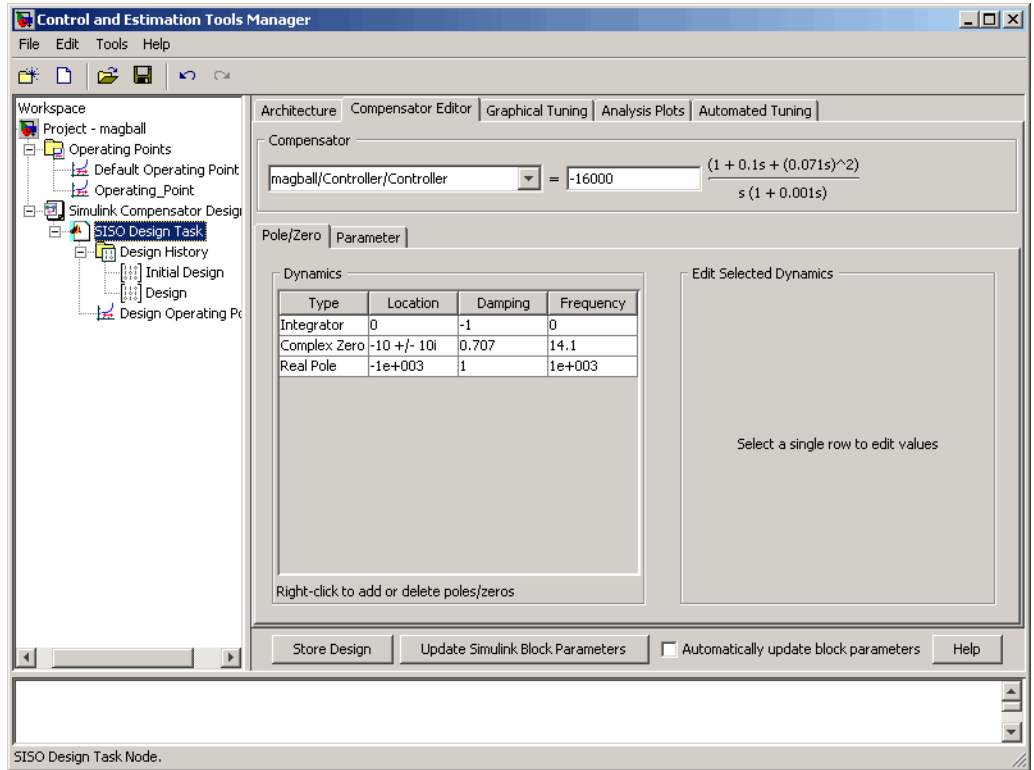 Control and Estimation Tools Manager
File Edit Tools Help
Workspace
Project - magball
Operating Points
Default Operating Point
Operating_Point
Simulink Compensator Desig
SISO Design Task
Design History
Initial Design
Design
Design Operating Po
Architecture Compensator Editor Graphical Tuning Analysis Plots Automated Tuning
Compensator
magball/Controller/Controller = -16000 (1 + 0.1s + (0.071s)^2)
s (1 + 0.001s)
Pole/Zero Parameter
Dynamics
Type Location Damping Frequency
Integrator 0 -1 0
Complex Zero -10 +/- 10i 0.707 14.1
Real Pole -1e+003 1 1e+003
Right-click to add or delete poles/zeros
Edit Selected Dynamics
Select a single row to edit values
Store Design Update Simulink Block Parameters Automatically update block parameters Help
SISO Design Task Node.